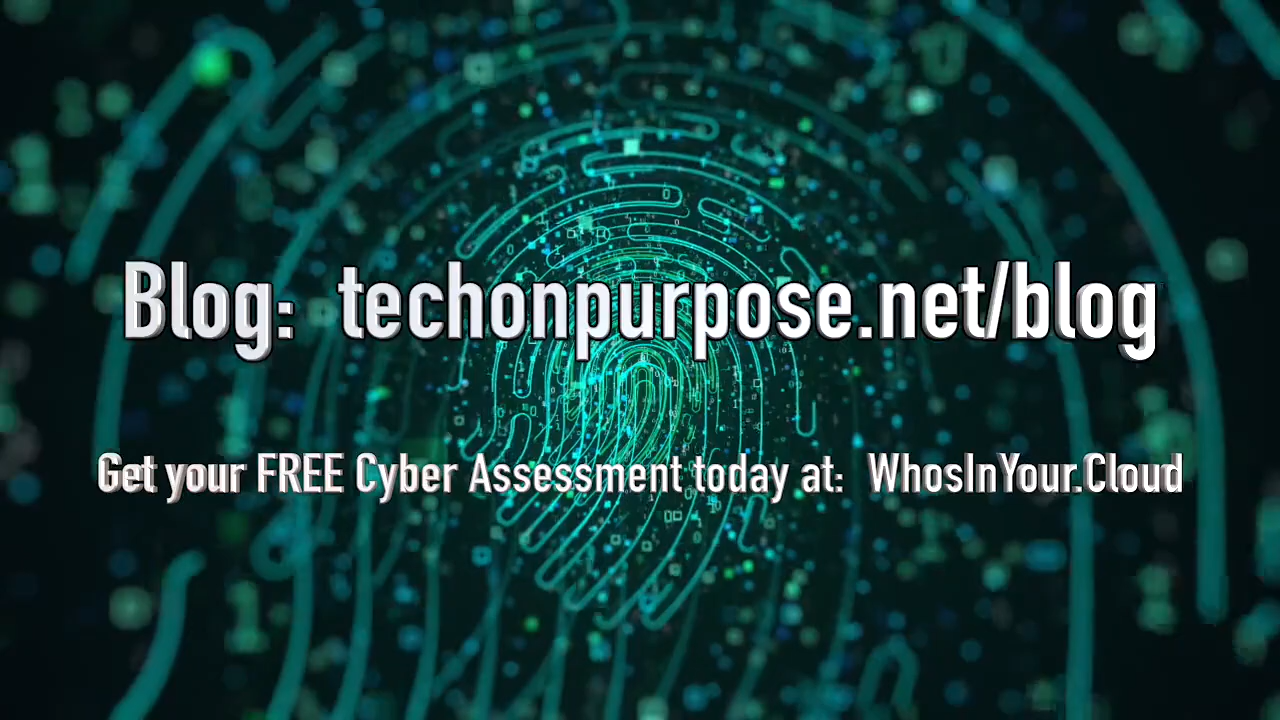 Blog: techonpurpose.net/blog
Get your FREE Cyber Assessment today at: WhosInYour.Cloud